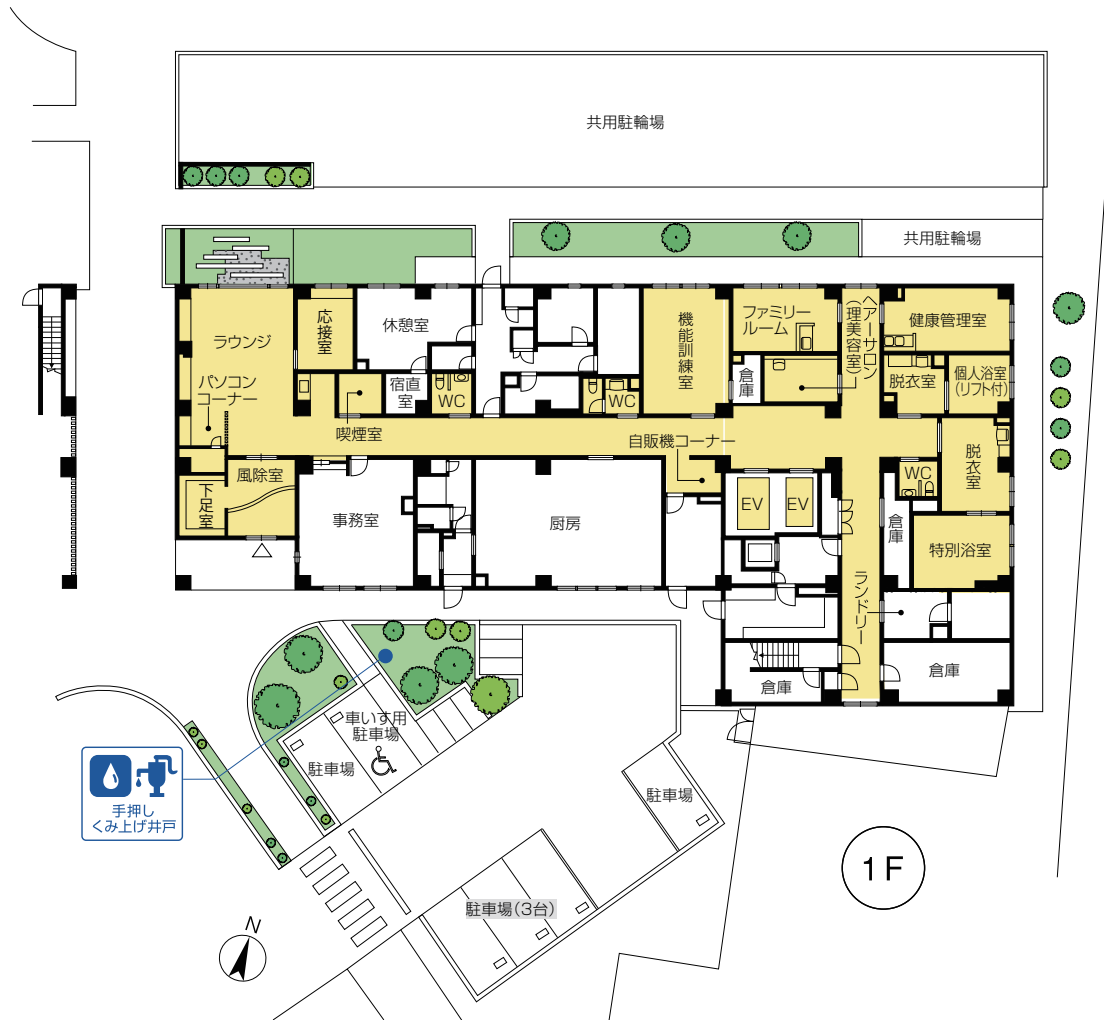 共用駐輪場
共用駐輪場
ラウンジ
応接室
休憩室
機能訓練室
ファミリー
ルーム
ヘアーサロン
(理美容室)
健康管理室
パソコン
コーナー
宿直
室
WC
WC
倉庫
脱衣室
個人浴室
(リフト付)
喫煙室
自販機コーナー
風除室
下足室
事務室
厨房
EV
EV
WC
脱衣室
倉庫
特別浴室
ランドリー
倉庫
倉庫
車いす用
駐車場
駐車場
駐車場
手押し
くみ上げ井戸
駐車場(3台)
1F
N